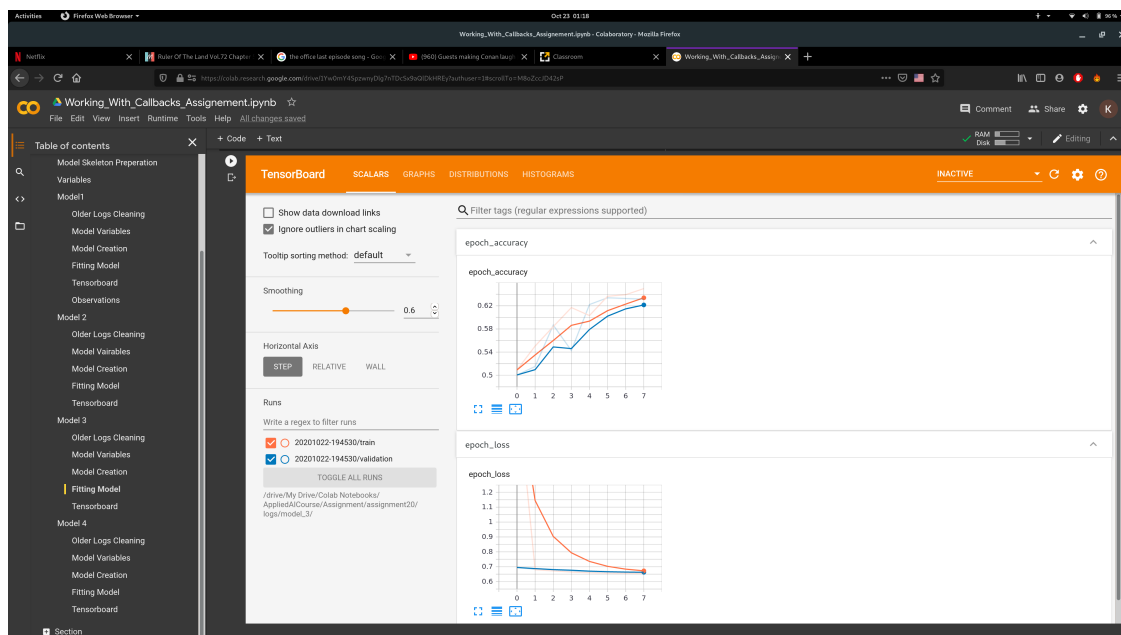 Activities Firefox Web Browser Oct 23 01:18 96 %
Working_With_Callbacks_Assignement.ipynb - Colaboratory - Mozilla Firefox
Netflix Ruler Of The Land Vol.72 Chapte the office last episode song - Goo (960) Guests making Conan laugh Classroom Working_With_Callbacks_Assign
research.google.com
Working_With_Callbacks_Assignement.ipynb
Comment Share K
File Edit View Insert Runtime Tools Help All changes saved
Table of contents
+ Code + Text
RAM
Disk
Editing
Model Skeleton Preperation
Variables
Model1
Older Logs Cleaning
Model Variables
Model Creation
Fitting Model
Tensorboard
Observations
Model 2
Older Logs Cleaning
Model Vairables
Model Creation
Fitting Model
Tensorboard
Model 3
Older Logs Cleaning
Model Variables
Model Creation
Fitting Model
Tensorboard
Model 4
Older Logs Cleaning
Model Variables
Model Creation
Fitting Model
Tensorboard
Section
TensorBoard SCALARS GRAPHS DISTRIBUTIONS HISTOGRAMS INACTIVE
Show data download links
Ignore outliers in chart scaling
Tooltip sorting method: default
Smoothing
0.6
Horizontal Axis
STEP RELATIVE WALL
Runs
Write a regex to filter runs
20201022-194530/train
20201022-194530/validation
TOGGLE ALL RUNS
/drive/My Drive/Colab Notebooks/
AppliedAICourse/Assignment/assignment20/
logs/model_3/
Filter tags (regular expressions supported)
epoch_accuracy
epoch_accuracy
0.62
0.58
0.54
0.5
0 1 2 3 4 5 6 7
epoch_loss
epoch_loss
1.2
1.1
1
0.9
0.8
0.7
0.6
0 1 2 3 4 5 6 7